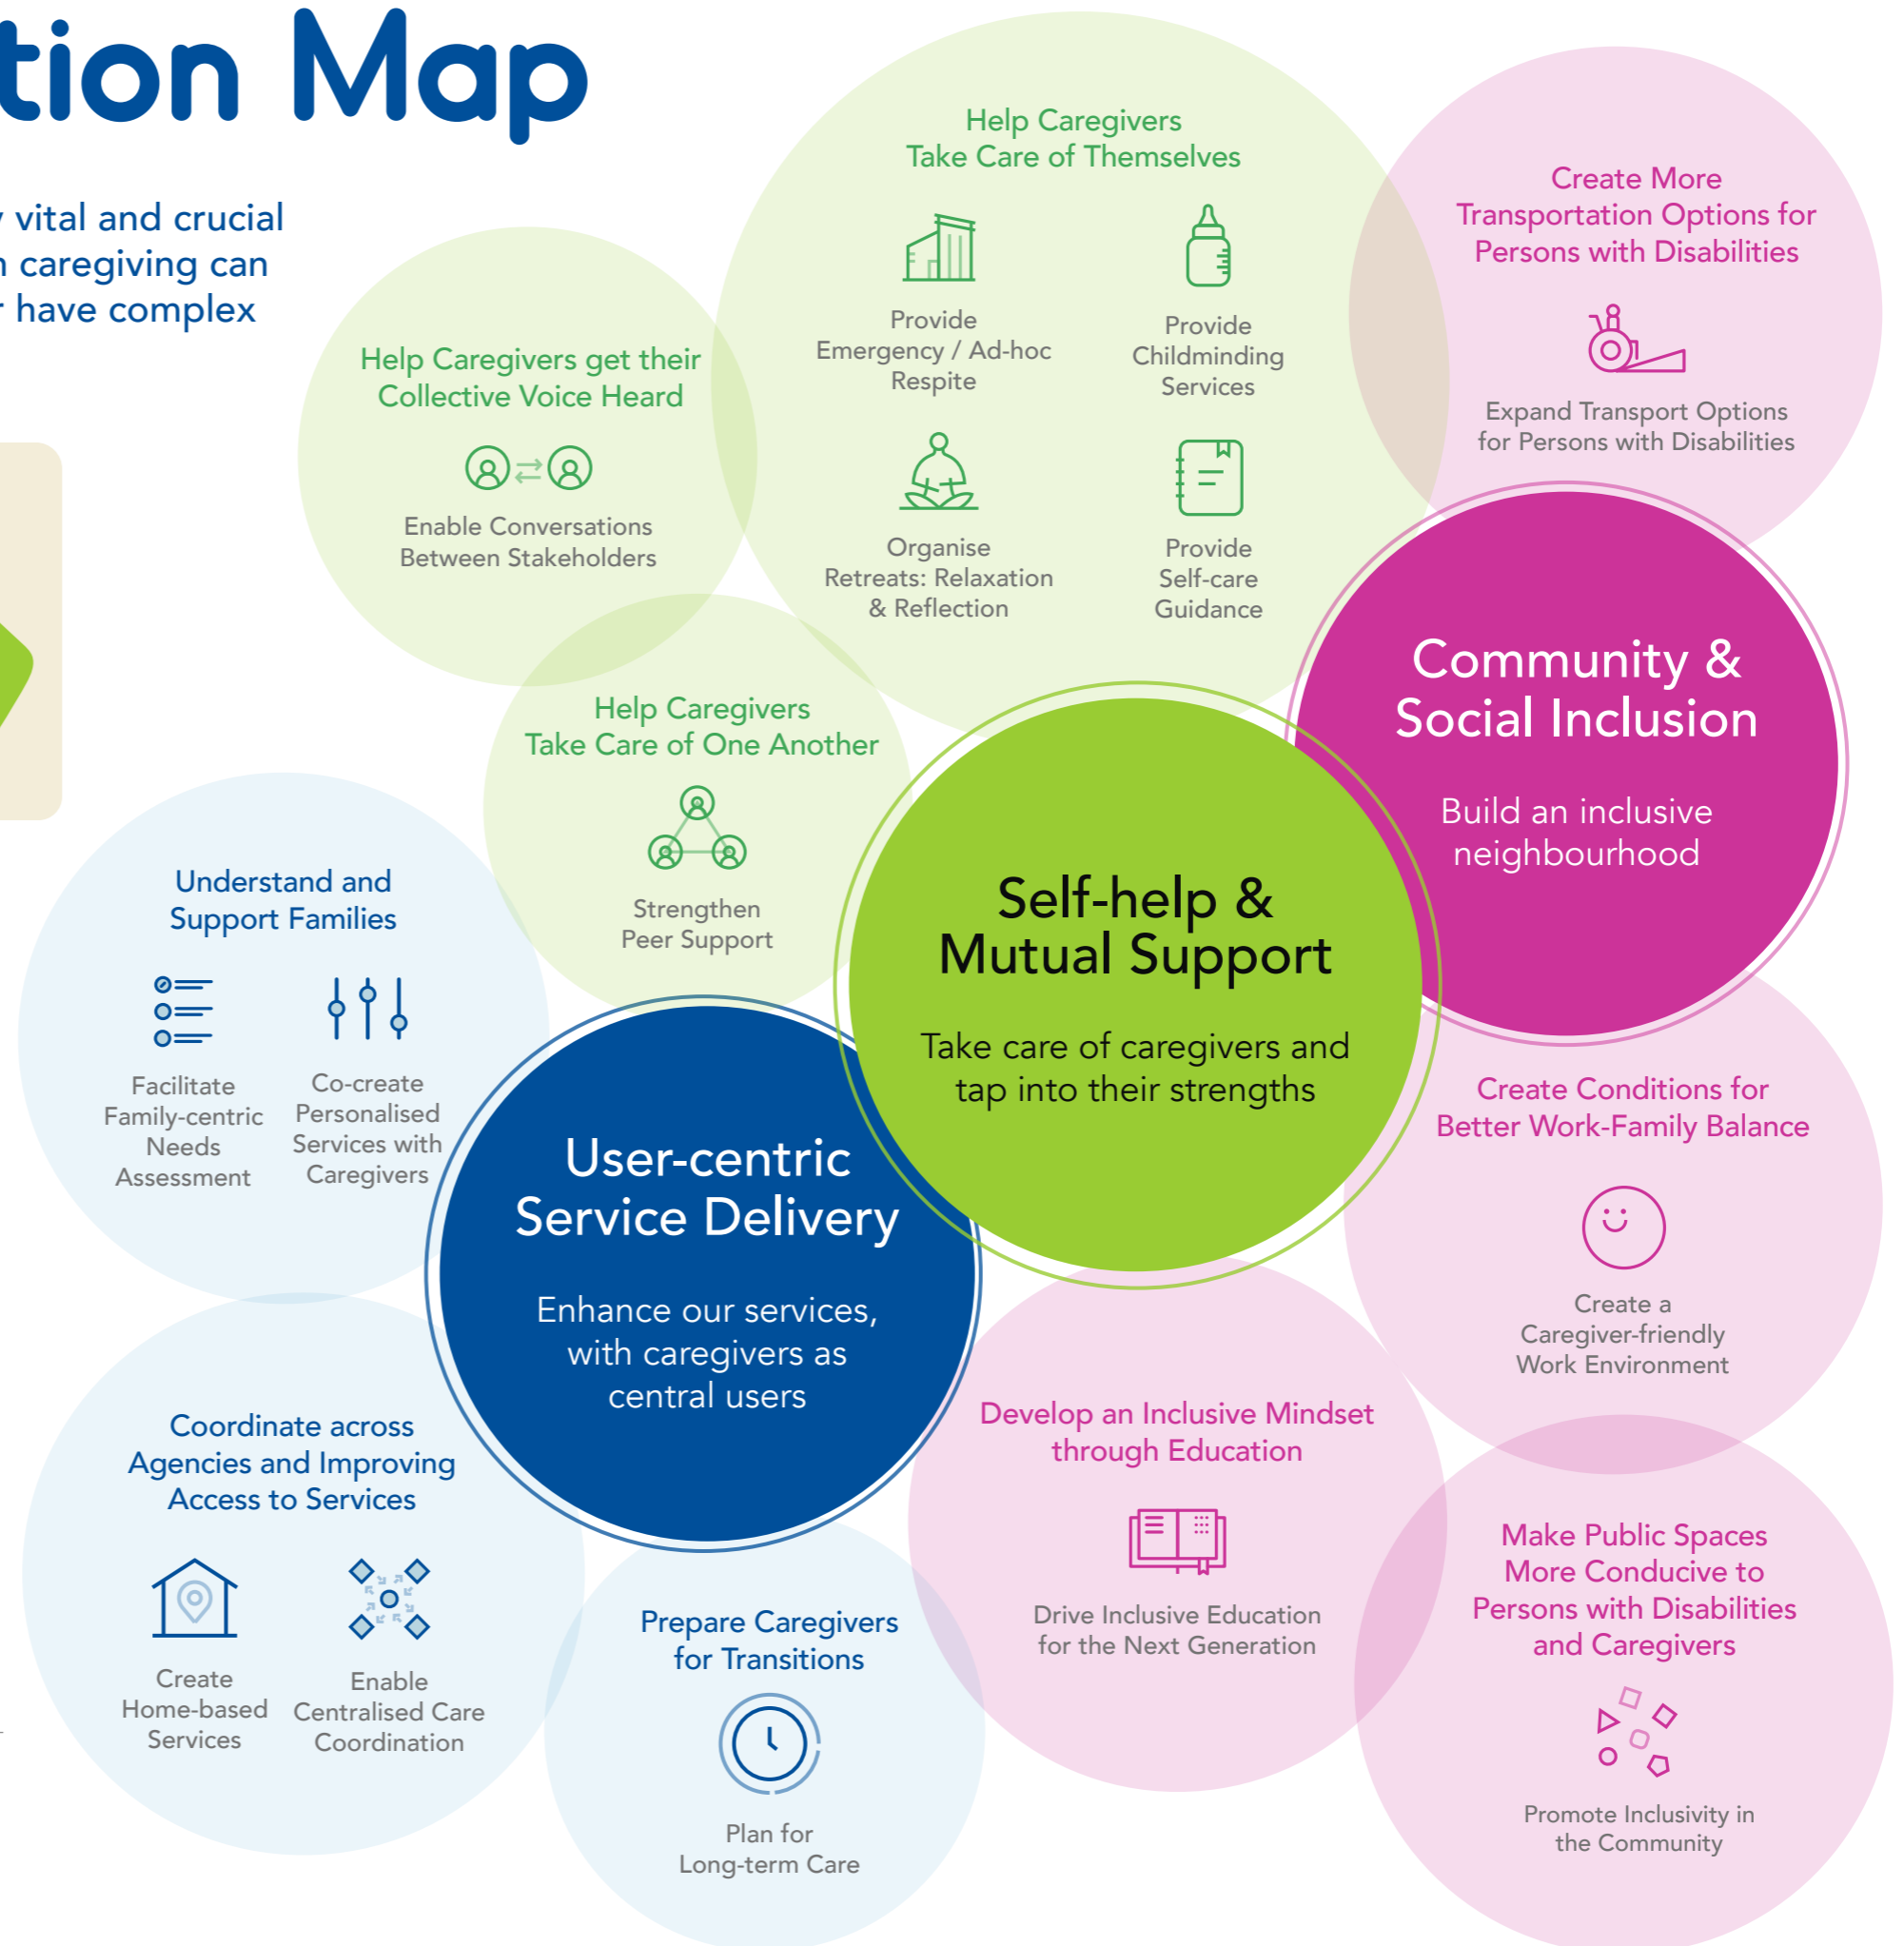 tion Map
vital and crucial
caregiving can
have complex
Help Caregivers
Take Care of Themselves
Provide
Emergency / Ad-hoc
Respite
Provide
Childminding
Services
Organise
Retreats: Relaxation
& Reflection
Provide
Self-care
Guidance
Create More
Transportation Options for
Persons with Disabilities
Expand Transport Options
for Persons with Disabilities
Help Caregivers get their
Collective Voice Heard
Enable Conversations
Between Stakeholders
Help Caregivers
Take Care of One Another
Strengthen
Peer Support
Community &
Social Inclusion
Build an inclusive
neighbourhood
Self-help &
Mutual Support
Take care of caregivers and
tap into their strengths
Understand and
Support Families
Facilitate
Family-centric
Needs
Assessment
Co-create
Personalised
Services with
Caregivers
User-centric
Service Delivery
Enhance our services,
with caregivers as
central users
Create Conditions for
Better Work-Family Balance
Create a
Caregiver-friendly
Work Environment
Coordinate across
Agencies and Improving
Access to Services
Create
Home-based
Services
Enable
Centralised Care
Coordination
Prepare Caregivers
for Transitions
Plan for
Long-term Care
Develop an Inclusive Mindset
through Education
Drive Inclusive Education
for the Next Generation
Make Public Spaces
More Conducive to
Persons with Disabilities
and Caregivers
Promote Inclusivity in
the Community